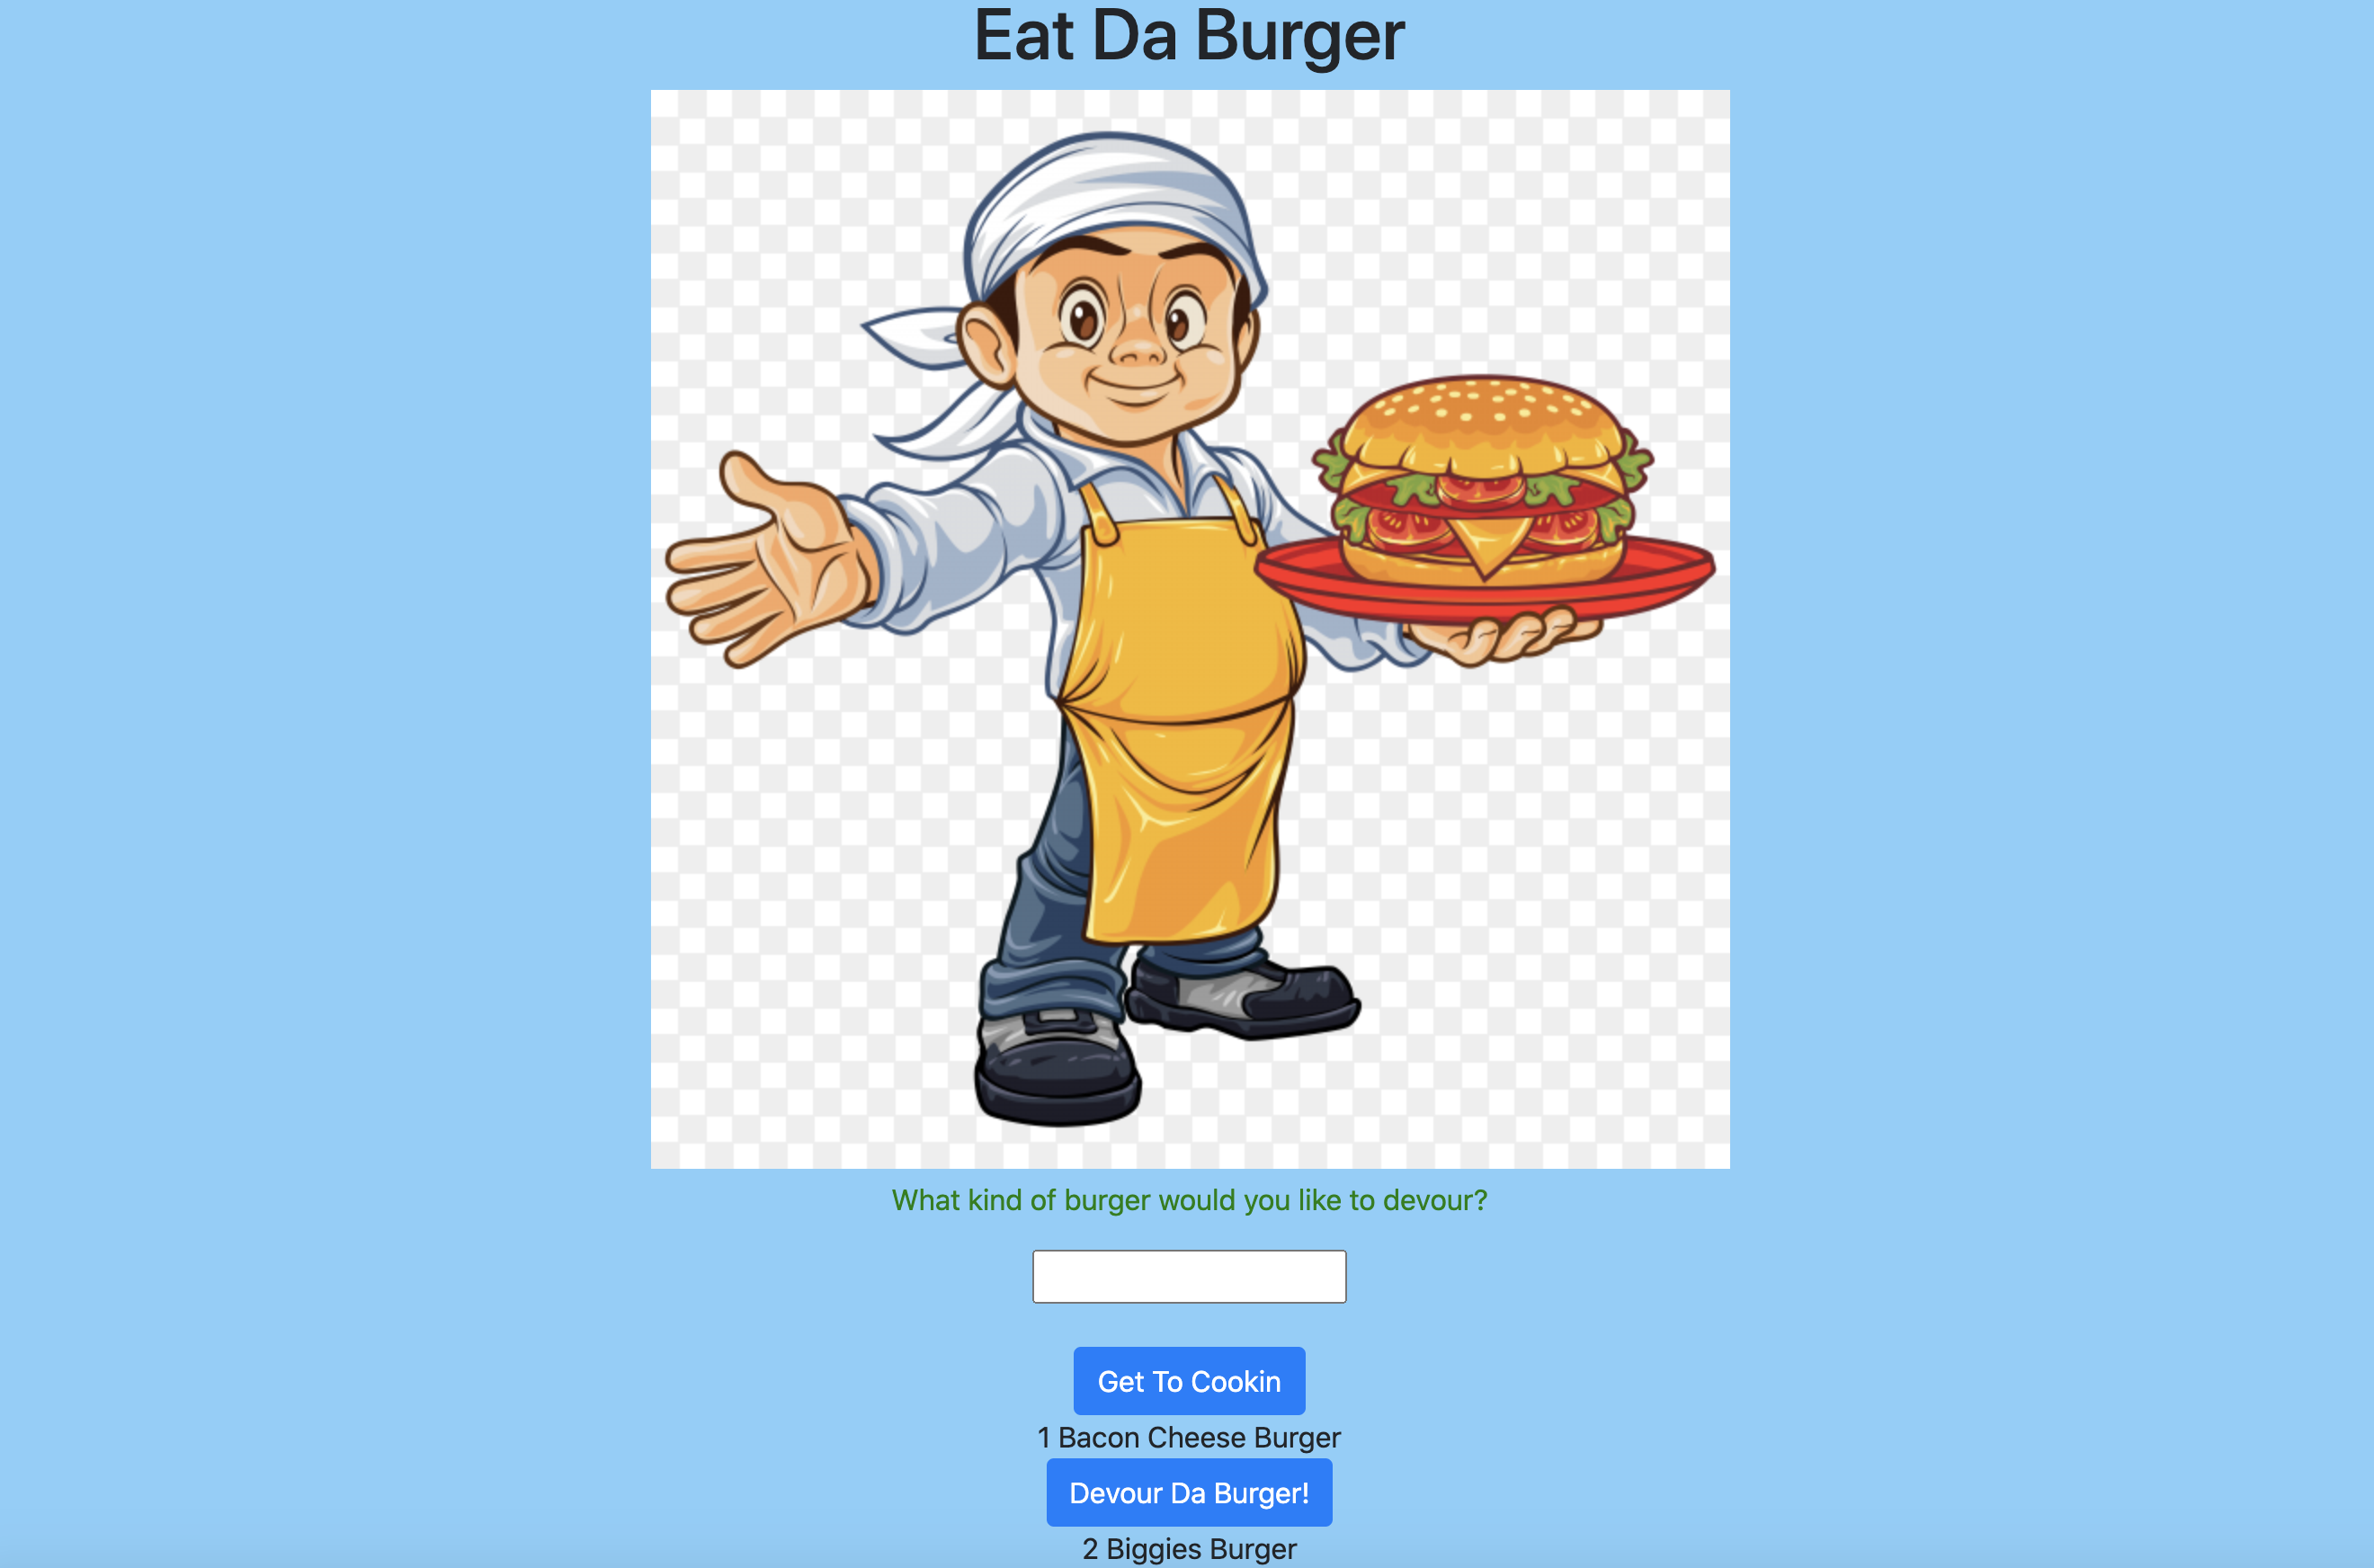 Eat Da Burger
What kind of burger would you like to devour?
Get To Cookin
1 Bacon Cheese Burger
Devour Da Burger!
2 Biggies Burger